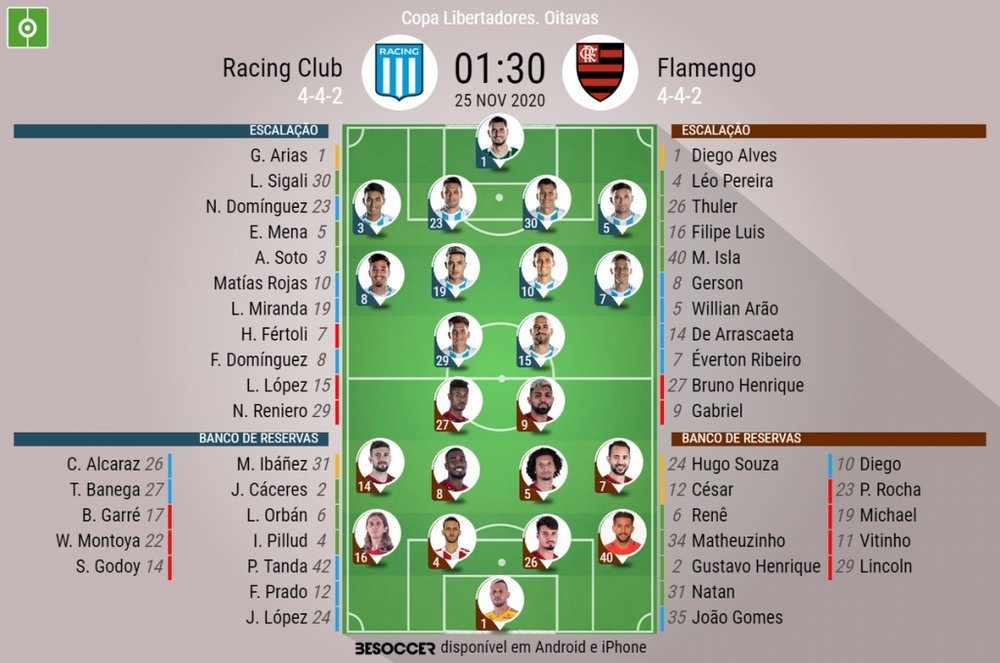 Copa Libertadores. Oitavas
Racing Club
4-4-2
RACING
01:30
25 NOV 2020
Flamengo
4-4-2
ESCALAÇÃO
G. Arias 1
L. Sigali 30
N. Domínguez 23
E. Mena 5
A. Soto 3
Matías Rojas 10
L. Miranda 19
H. Fértoli 7
F. Domínguez 8
L. López 15
N. Reniero 29
BANCO DE RESERVAS
C. Alcaraz 26
T. Banega 27
B. Garré 17
W. Montoya 22
S. Godoy 14
M. Ibáñez 31
J. Cáceres 2
L. Orbán 6
I. Pillud 4
P. Tanda 42
F. Prado 12
J. López 24
1
3 23 30 5
8 19 10 7
29 15
27 9
14 8 5 7
16 4 26 40
1
ESCALAÇÃO
1 Diego Alves
4 Léo Pereira
26 Thuler
16 Filipe Luis
40 M. Isla
8 Gerson
5 Willian Arão
14 De Arrascaeta
7 Éverton Ribeiro
27 Bruno Henrique
9 Gabriel
BANCO DE RESERVAS
24 Hugo Souza
12 César
6 Renê
34 Matheuzinho
2 Gustavo Henrique
31 Natan
35 João Gomes
10 Diego
23 P. Rocha
19 Michael
11 Vitinho
29 Lincoln
BESOCCER disponível em Android e iPhone